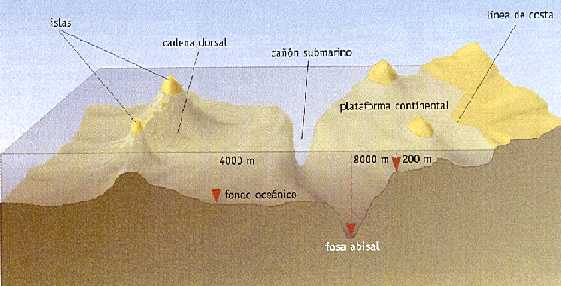 islas
línea de costa
cadena dorsal
cañón submarino
plataforma continental
4000 m
8000 m
200 m
fondo oceánico
fosa abisal